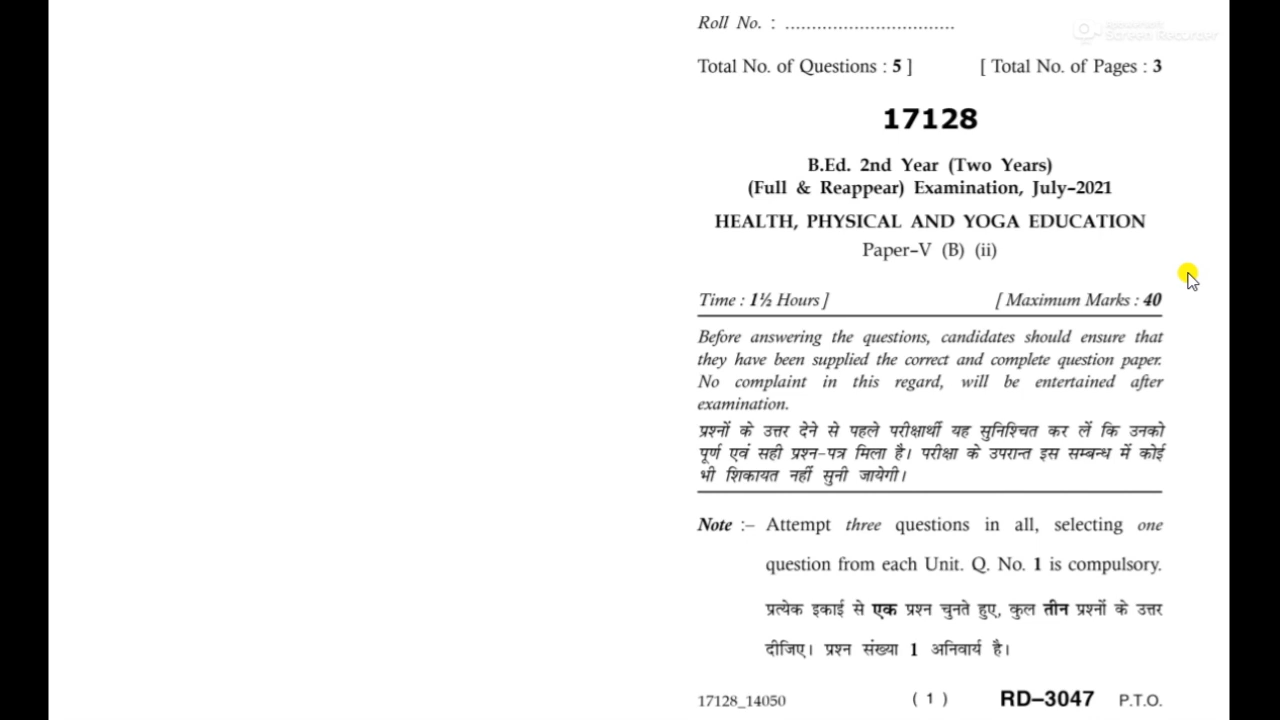 Roll No. : ................................
Apowersoft
Screen Recorder
Total No. of Questions : 5 ] [ Total No. of Pages : 3
17128
B.Ed. 2nd Year (Two Years)
(Full & Reappear) Examination, July–2021
HEALTH, PHYSICAL AND YOGA EDUCATION
Paper–V (B) (ii)
Time : 1½ Hours ] [ Maximum Marks : 40
Before answering the questions, candidates should ensure that
they have been supplied the correct and complete question paper.
No complaint in this regard, will be entertained after
examination.
प्रश्नों के उत्तर देने से पहले परीक्षार्थी यह सुनिश्चित कर लें कि उनको
पूर्ण एवं सही प्रश्न-पत्र मिला है। परीक्षा के उपरान्त इस सम्बन्ध में कोई
भी शिकायत नहीं सुनी जायेगी।
Note :– Attempt three questions in all, selecting one
question from each Unit. Q. No. 1 is compulsory.
प्रत्येक इकाई से एक प्रश्न चुनते हुए, कुल तीन प्रश्नों के उत्तर
दीजिए। प्रश्न संख्या 1 अनिवार्य है।
17128_14050 ( 1 ) RD–3047 P.T.O.